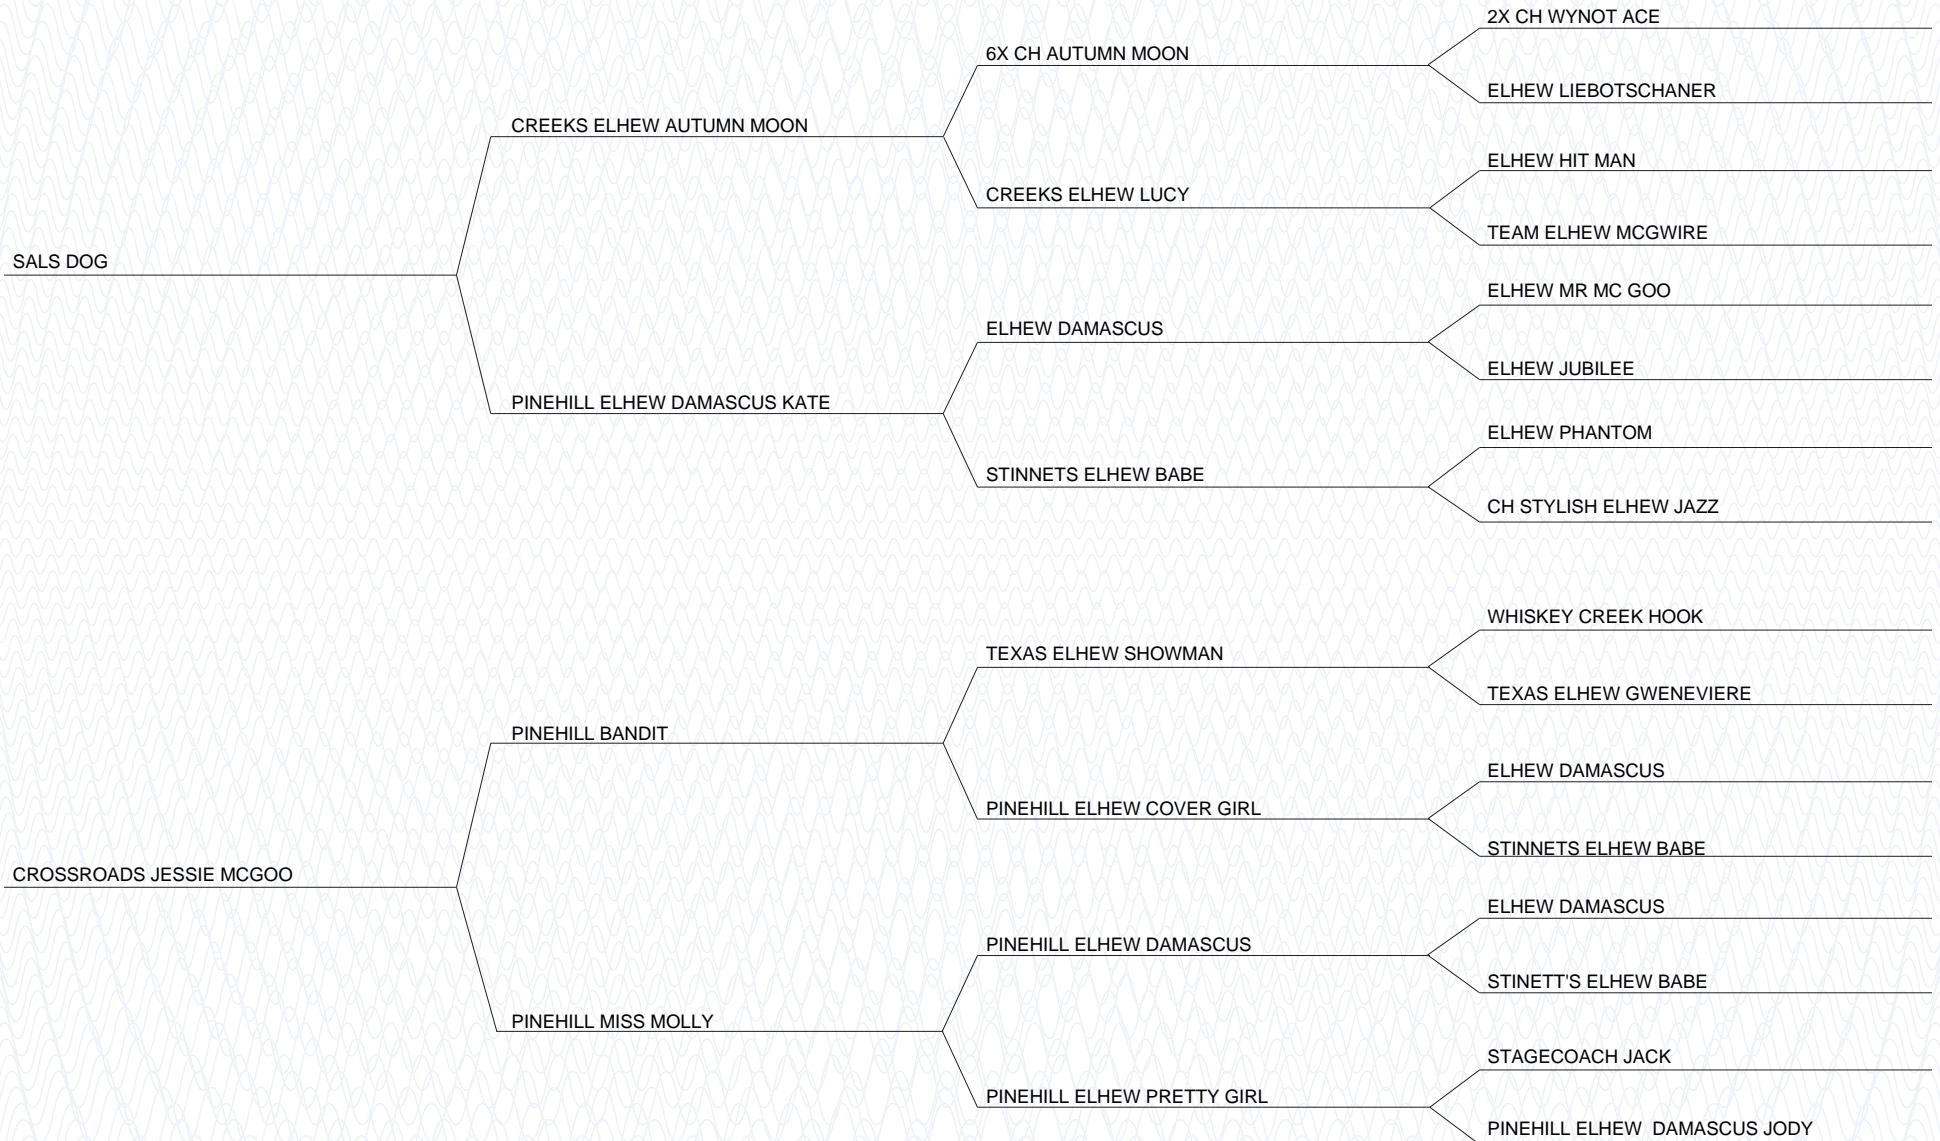 2X CH WYNOT ACE
6X CH AUTUMN MOON
ELHEW LIEBOTSCHANER
CREEKS ELHEW AUTUMN MOON
ELHEW HIT MAN
CREEKS ELHEW LUCY
TEAM ELHEW MCGWIRE
SALS DOG
ELHEW MR MC GOO
ELHEW DAMASCUS
ELHEW JUBILEE
PINEHILL ELHEW DAMASCUS KATE
ELHEW PHANTOM
STINNETS ELHEW BABE
CH STYLISH ELHEW JAZZ
WHISKEY CREEK HOOK
TEXAS ELHEW SHOWMAN
TEXAS ELHEW GWENEVIERE
PINEHILL BANDIT
ELHEW DAMASCUS
PINEHILL ELHEW COVER GIRL
STINNETS ELHEW BABE
CROSSROADS JESSIE MCGOO
ELHEW DAMASCUS
PINEHILL ELHEW DAMASCUS
STINETT'S ELHEW BABE
PINEHILL MISS MOLLY
STAGECOACH JACK
PINEHILL ELHEW PRETTY GIRL
PINEHILL ELHEW  DAMASCUS JODY